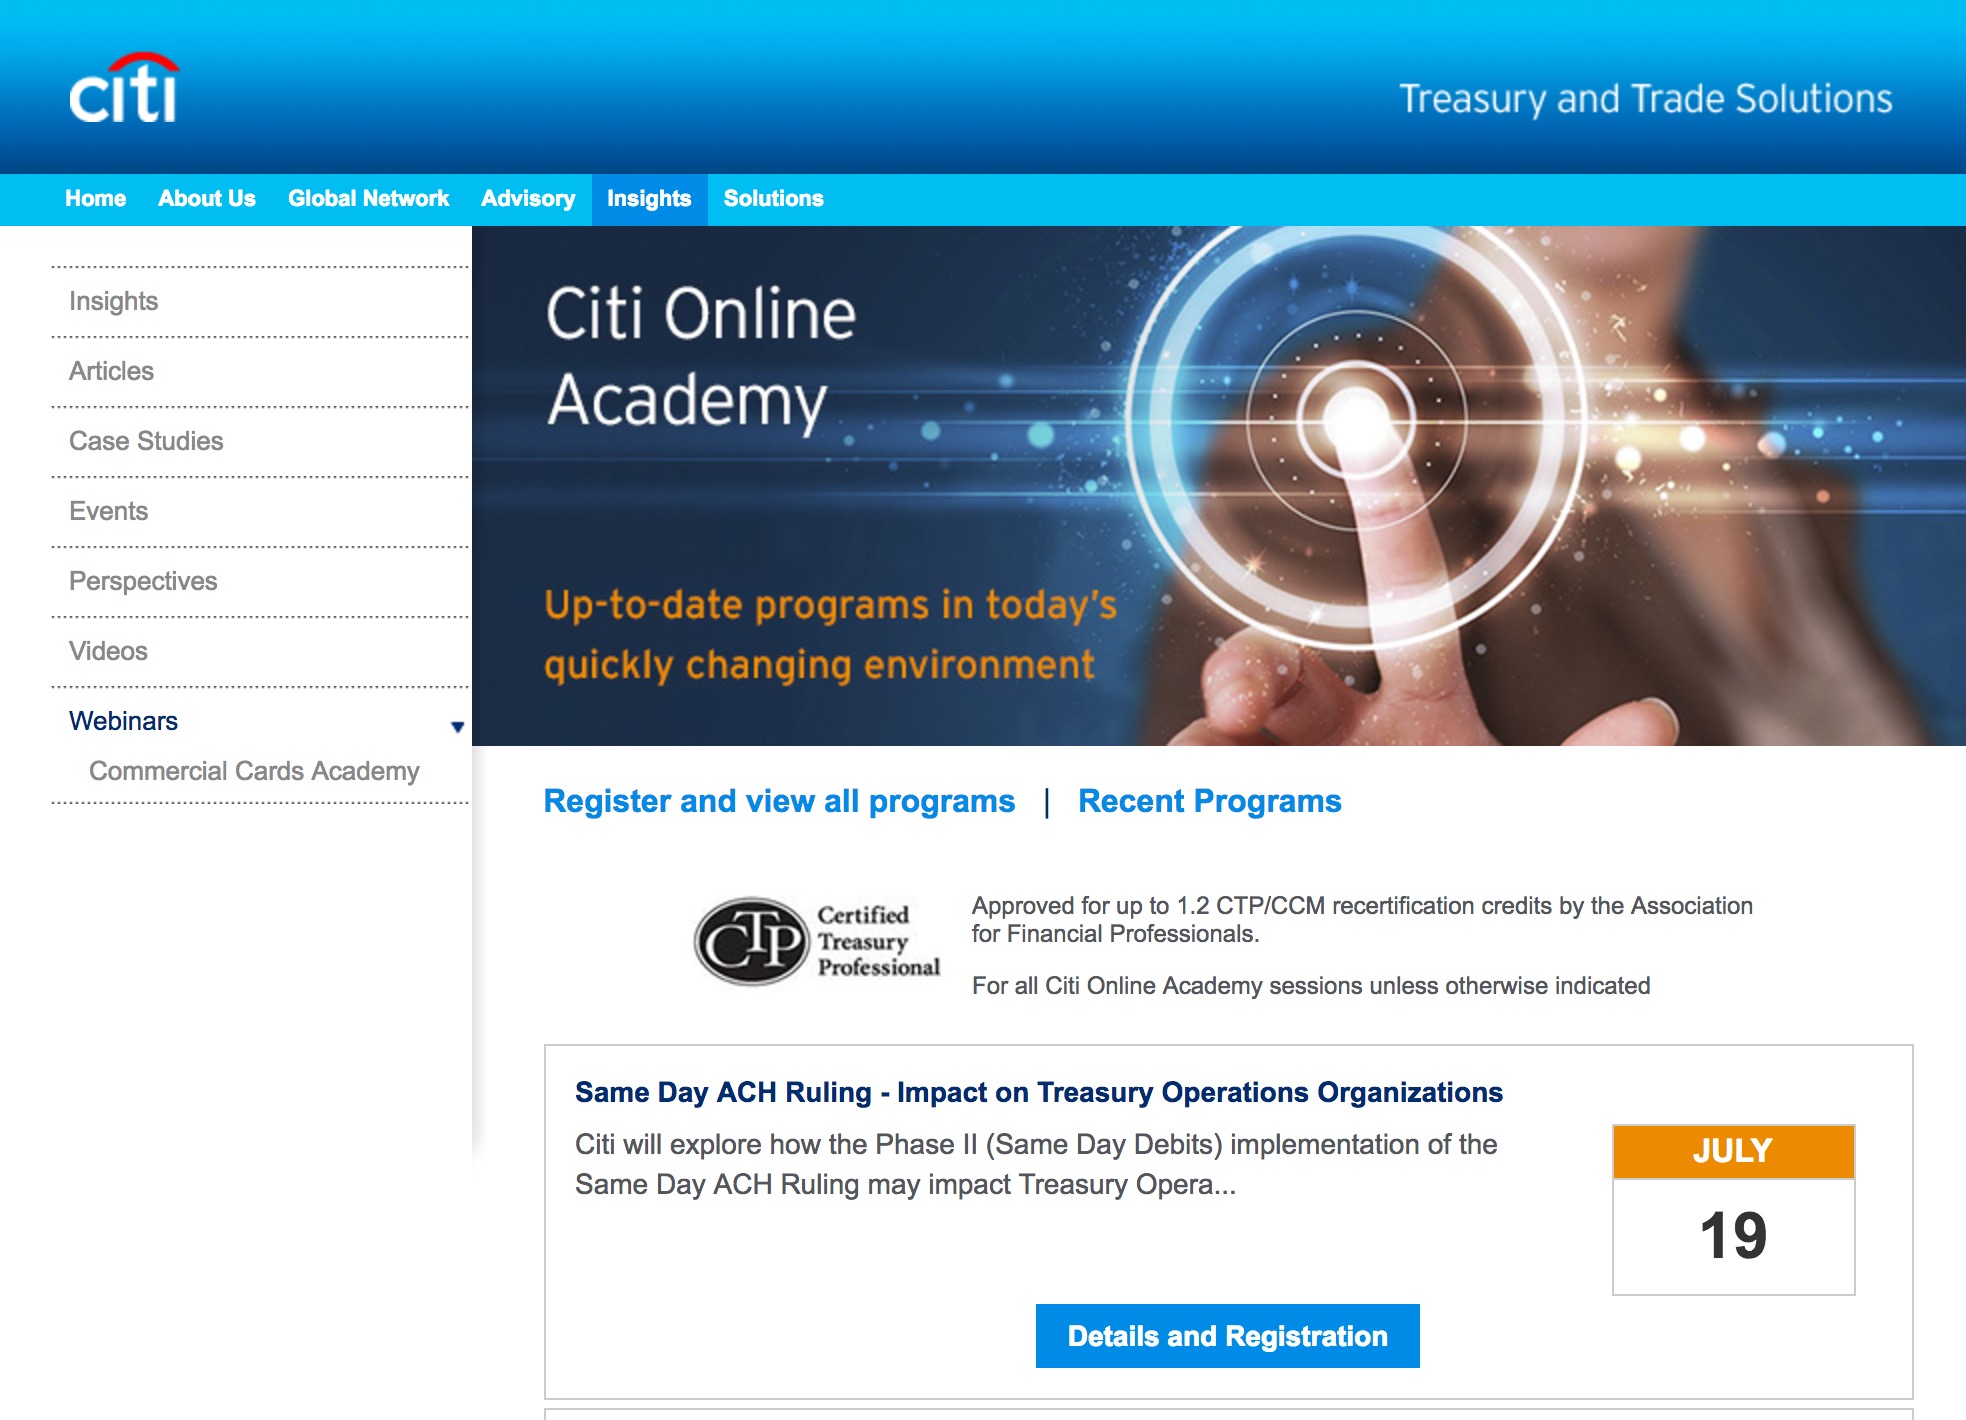 citi
Treasury and Trade Solutions
Home About Us Global Network Advisory Insights Solutions
Insights
Articles
Case Studies
Events
Perspectives
Videos
Webinars
Commercial Cards Academy
Citi Online
Academy
Up-to-date programs in today's
quickly changing environment
Register and view all programs | Recent Programs
CTP
Certified
Treasury
Professional
Approved for up to 1.2 CTP/CCM recertification credits by the Association
for Financial Professionals.
For all Citi Online Academy sessions unless otherwise indicated
Same Day ACH Ruling - Impact on Treasury Operations Organizations
Citi will explore how the Phase II (Same Day Debits) implementation of the
Same Day ACH Ruling may impact Treasury Opera...
JULY
19
Details and Registration